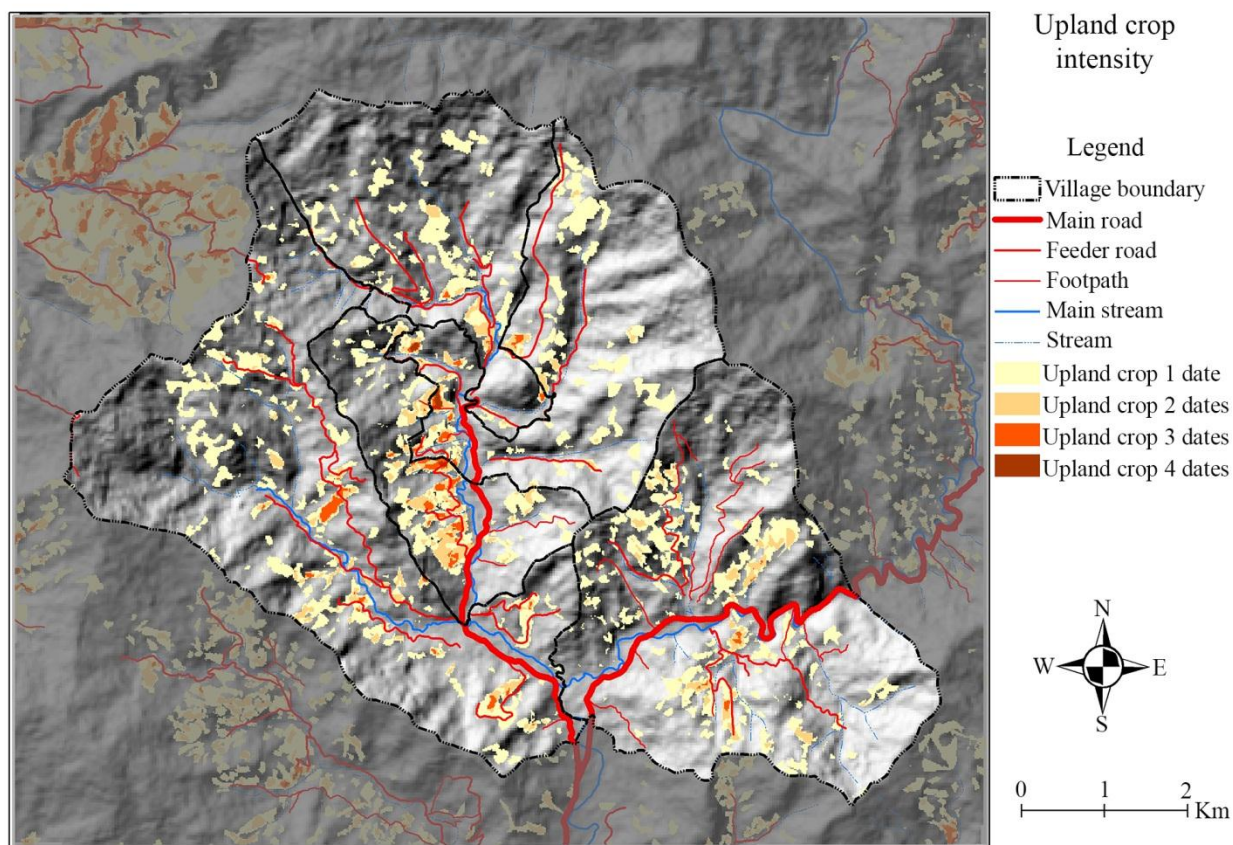 Upland crop
intensity
Legend
Village boundary
Main road
Feeder road
Footpath
Main stream
Stream
Upland crop 1 date
Upland crop 2 dates
Upland crop 3 dates
Upland crop 4 dates
N
W E
S
0 1 2
Km